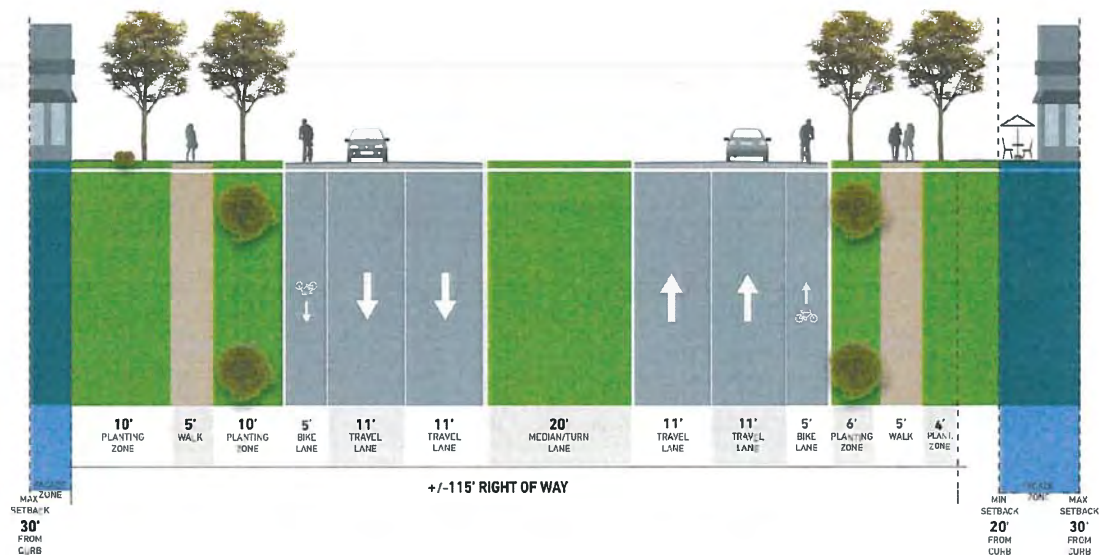 10' 5' 10' 5' 11' 11' 20' 11' 11' 5' 6' 5' 4'
PLANTING WALK PLANTING BIKE TRAVEL TRAVEL MEDIAN/TURN TRAVEL TRAVEL BIKE PLANTING WALK PLANT.
ZONE ZONE LANE LANE LANE LANE LANE LANE LANE ZONE ZONE
+/-115' RIGHT OF WAY
ZONE
MAX
SETBACK
30'
FROM
CURB
ZONE
MIN
SETBACK
20'
FROM
CURB
MAX
SETBACK
30'
FROM
CURB